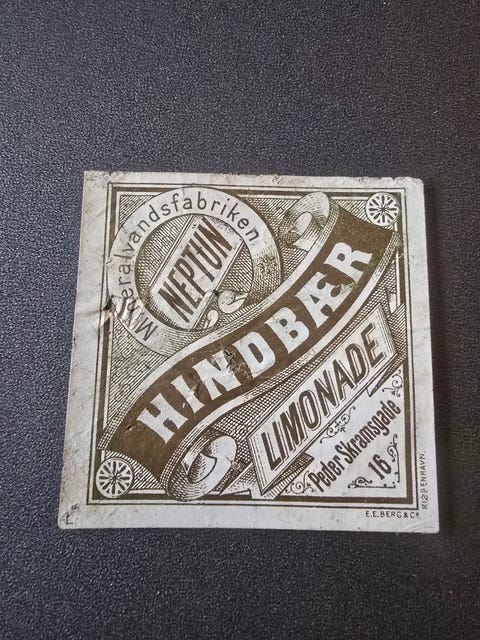 Mineralvandsfabriken
NEPTUN
HINDBÆR
LIMONADE
Peder Skramsgade
16
E.E. BERG & Co
KJØBENHAVN.